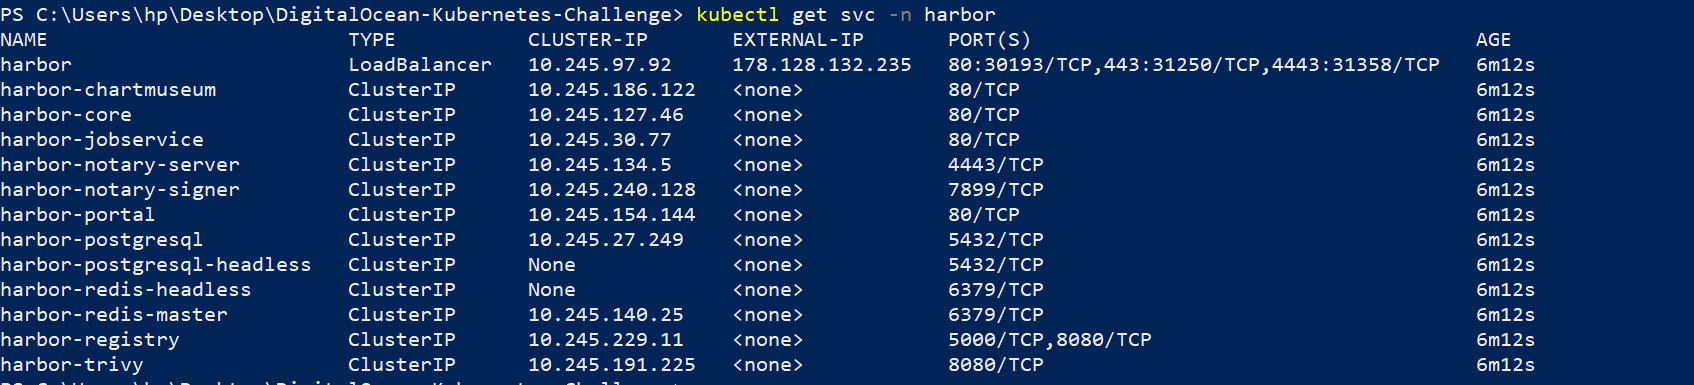 PS C:\Users\hp\Desktop\DigitalOcean-Kubernetes-Challenge> kubectl get svc -n harbor
NAME TYPE CLUSTER-IP EXTERNAL-IP PORT(S) AGE
harbor LoadBalancer 10.245.97.92 178.128.132.235 80:30193/TCP,443:31250/TCP,4443:31358/TCP 6m12s
harbor-chartmuseum ClusterIP 10.245.186.122 <none> 80/TCP 6m12s
harbor-core ClusterIP 10.245.127.46 <none> 80/TCP 6m12s
harbor-jobservice ClusterIP 10.245.30.77 <none> 80/TCP 6m12s
harbor-notary-server ClusterIP 10.245.134.5 <none> 4443/TCP 6m12s
harbor-notary-signer ClusterIP 10.245.240.128 <none> 7899/TCP 6m12s
harbor-portal ClusterIP 10.245.154.144 <none> 80/TCP 6m12s
harbor-postgresql ClusterIP 10.245.27.249 <none> 5432/TCP 6m12s
harbor-postgresql-headless ClusterIP None <none> 5432/TCP 6m12s
harbor-redis-headless ClusterIP None <none> 6379/TCP 6m12s
harbor-redis-master ClusterIP 10.245.140.25 <none> 6379/TCP 6m12s
harbor-registry ClusterIP 10.245.229.11 <none> 5000/TCP,8080/TCP 6m12s
harbor-trivy ClusterIP 10.245.191.225 <none> 8080/TCP 6m12s